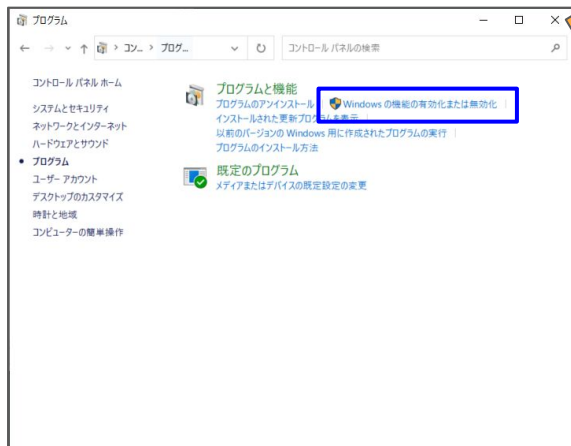 プログラム
コン... プログ... コントロール パネルの検索
コントロール パネル ホーム
システムとセキュリティ
ネットワークとインターネット
ハードウェアとサウンド
プログラム
ユーザー アカウント
デスクトップのカスタマイズ
時計と地域
コンピューターの簡単操作
プログラムと機能
プログラムのアンインストール Windows の機能の有効化または無効化
インストールされた更新プログラムを表示
以前のバージョンの Windows 用に作成されたプログラムの実行
プログラムのインストール方法
既定のプログラム
メディアまたはデバイスの既定設定の変更